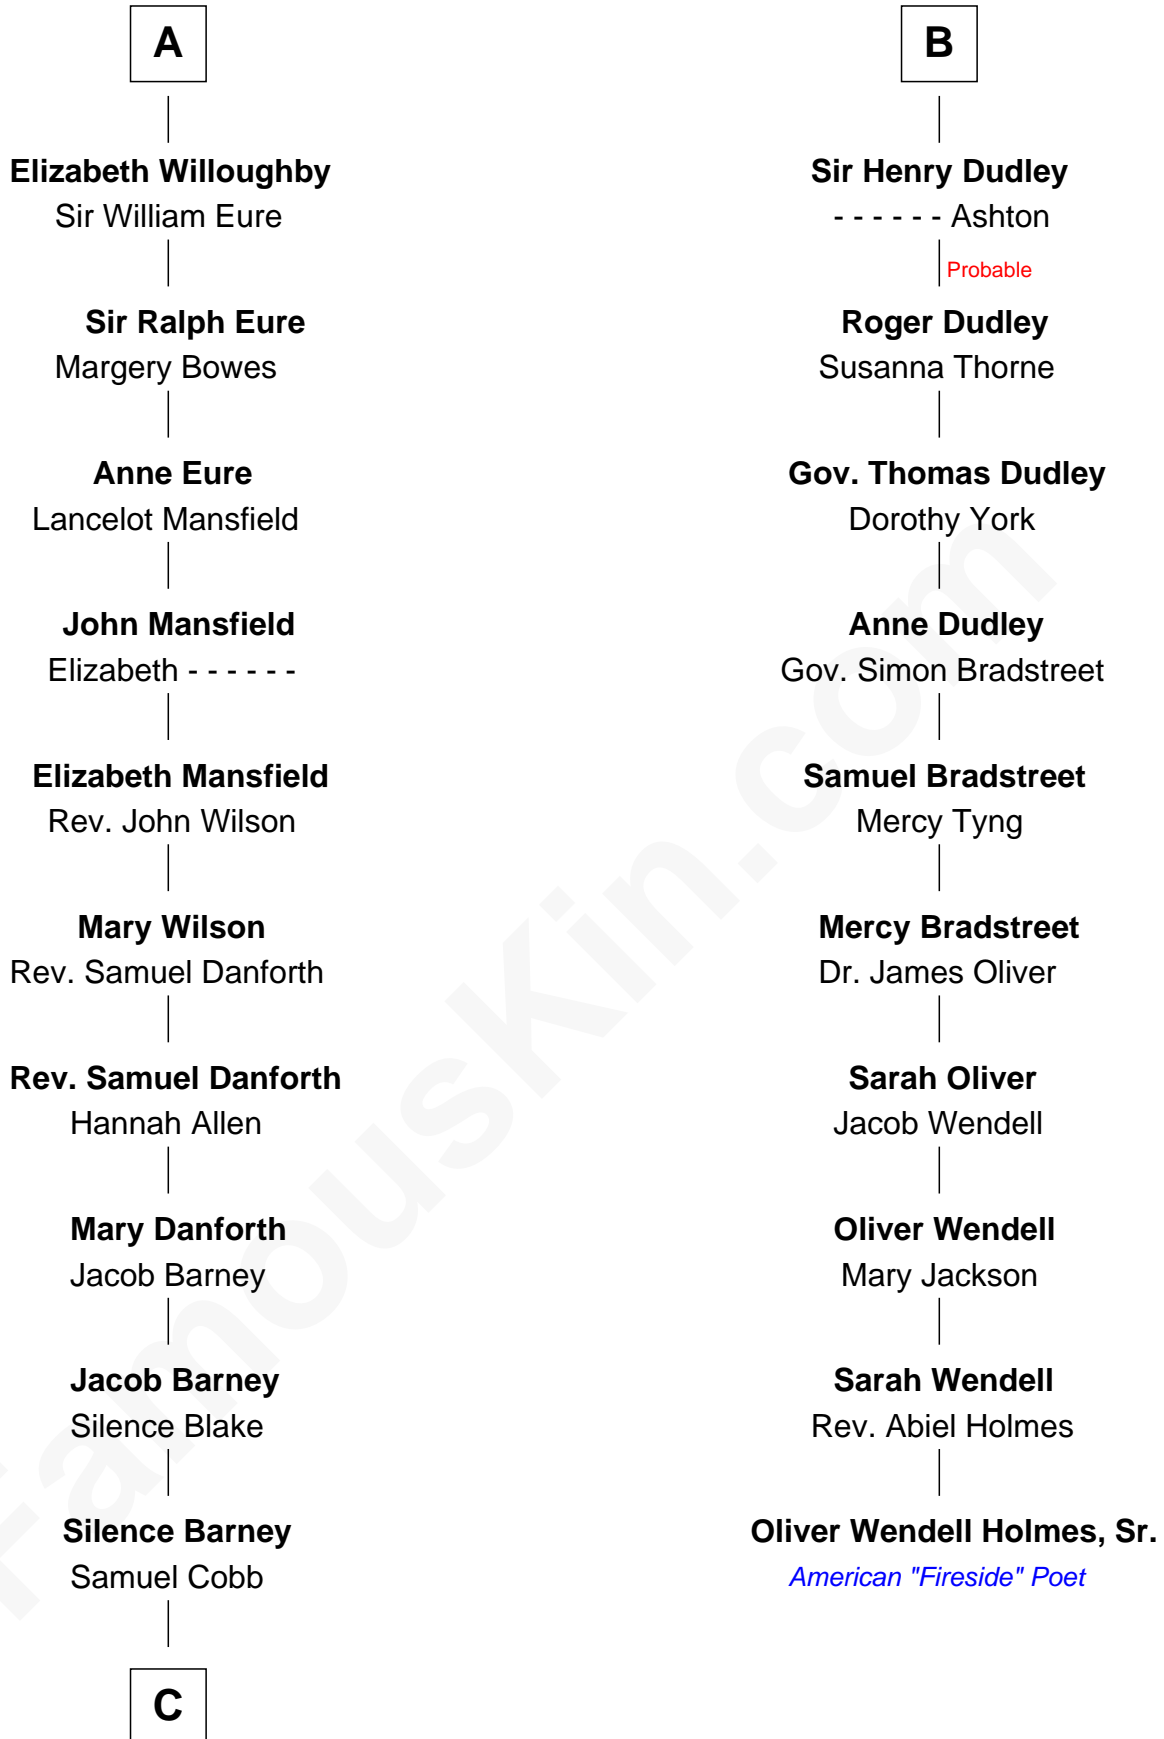 A
Elizabeth Willoughby
Sir William Eure
Sir Ralph Eure
Margery Bowes
Anne Eure
Lancelot Mansfield
John Mansfield
Elizabeth - - - - - -
Elizabeth Mansfield
Rev. John Wilson
Mary Wilson
Rev. Samuel Danforth
Rev. Samuel Danforth
Hannah Allen
Mary Danforth
Jacob Barney
Jacob Barney
Silence Blake
Silence Barney
Samuel Cobb
C
B
Sir Henry Dudley
- - - - - - Ashton
Probable
Roger Dudley
Susanna Thorne
Gov. Thomas Dudley
Dorothy York
Anne Dudley
Gov. Simon Bradstreet
Samuel Bradstreet
Mercy Tyng
Mercy Bradstreet
Dr. James Oliver
Sarah Oliver
Jacob Wendell
Oliver Wendell
Mary Jackson
Sarah Wendell
Rev. Abiel Holmes
Oliver Wendell Holmes, Sr.
American "Fireside" Poet
FamousKin.com